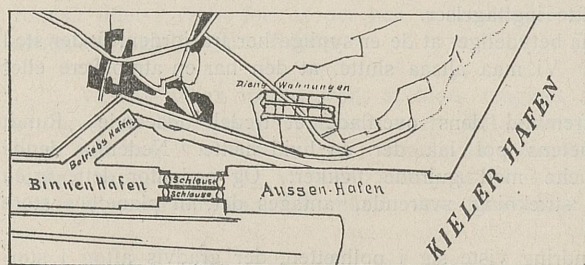 Dienst Wohnungen
Betriebs Hafen
Schleuse
Schleuse
Binnen Hafen
Aussen-Hafen
KIELER HAFEN